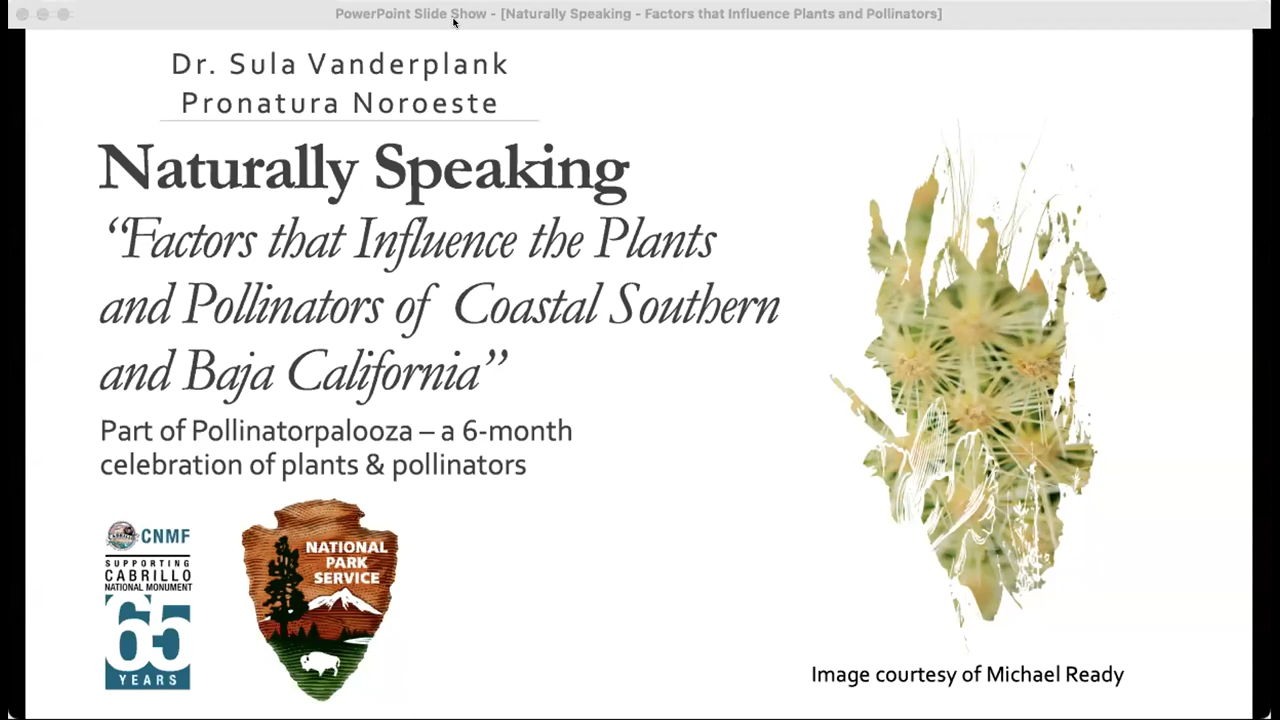 PowerPoint Slide Show - [Naturally Speaking - Factors that Influence Plants and Pollinators]
Dr. Sula Vanderplank
Pronatura Noroeste
Naturally Speaking
“Factors that Influence the Plants
and Pollinators of Coastal Southern
and Baja California”
Part of Pollinatorpalooza – a 6-month
celebration of plants & pollinators
CNMF
SUPPORTING
CABRILLO
NATIONAL MONUMENT
65
YEARS
NATIONAL
PARK
SERVICE
Image courtesy of Michael Ready